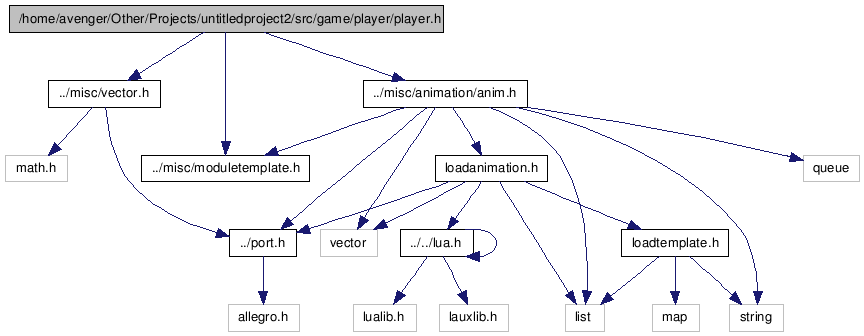 /home/avenger/Other/Projects/untitledproject2/src/game/player/player.h
../misc/vector.h
../misc/animation/anim.h
math.h
../misc/moduletemplate.h
loadanimation.h
queue
../port.h
vector
../../lua.h
loadtemplate.h
allegro.h
lualib.h
lauxlib.h
list
map
string